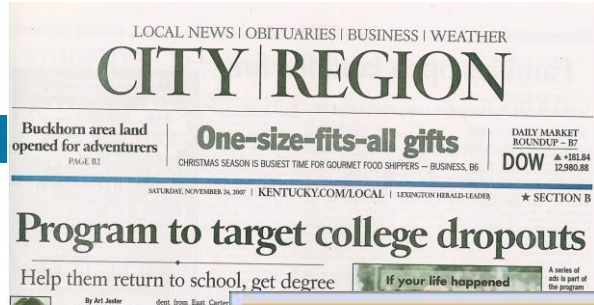 LOCAL NEWS | OBITUARIES | BUSINESS | WEATHER
CITY | REGION
Buckhorn area land
opened for adventurers
PAGE B2
One-size-fits-all gifts
CHRISTMAS SEASON IS BUSIEST TIME FOR GOURMET FOOD SHIPPERS — BUSINESS, B6
DAILY MARKET
ROUNDUP – B7
DOW ▲ +181.84
12,980.88
SATURDAY, NOVEMBER 24, 2007 | KENTUCKY.COM/LOCAL | LEXINGTON HERALD-LEADER ★ SECTION B
Program to target college dropouts
Help them return to school, get degree
By Art Jester
dent from East Carter
If your life happened
A series of
ads is part of
the program